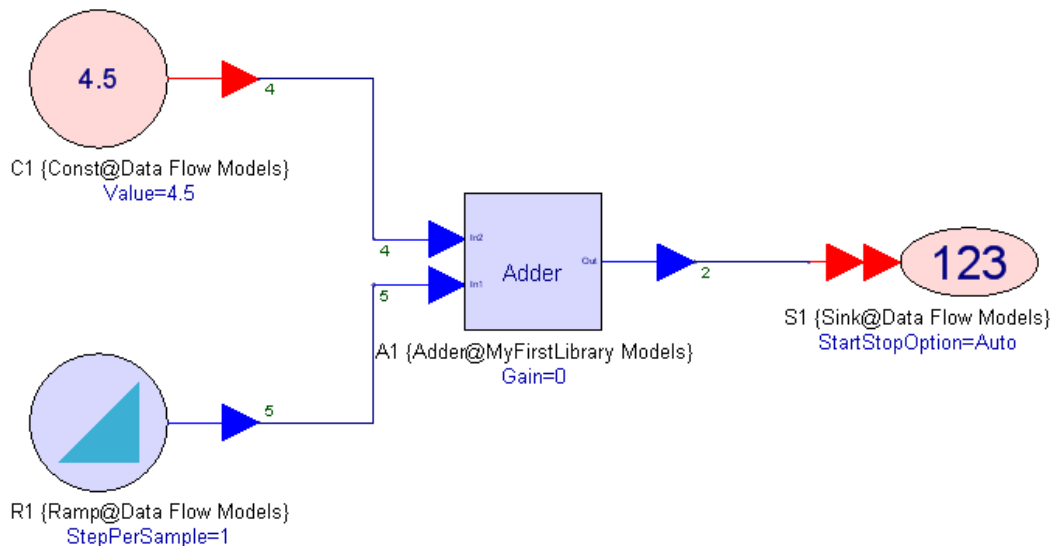 4.5
4
C1 {Const@Data Flow Models}
Value=4.5
4
In2
Adder
Out
In1
5
2
123
A1 {Adder@MyFirstLibrary Models}
Gain=0
S1 {Sink@Data Flow Models}
StartStopOption=Auto
5
R1 {Ramp@Data Flow Models}
StepPerSample=1